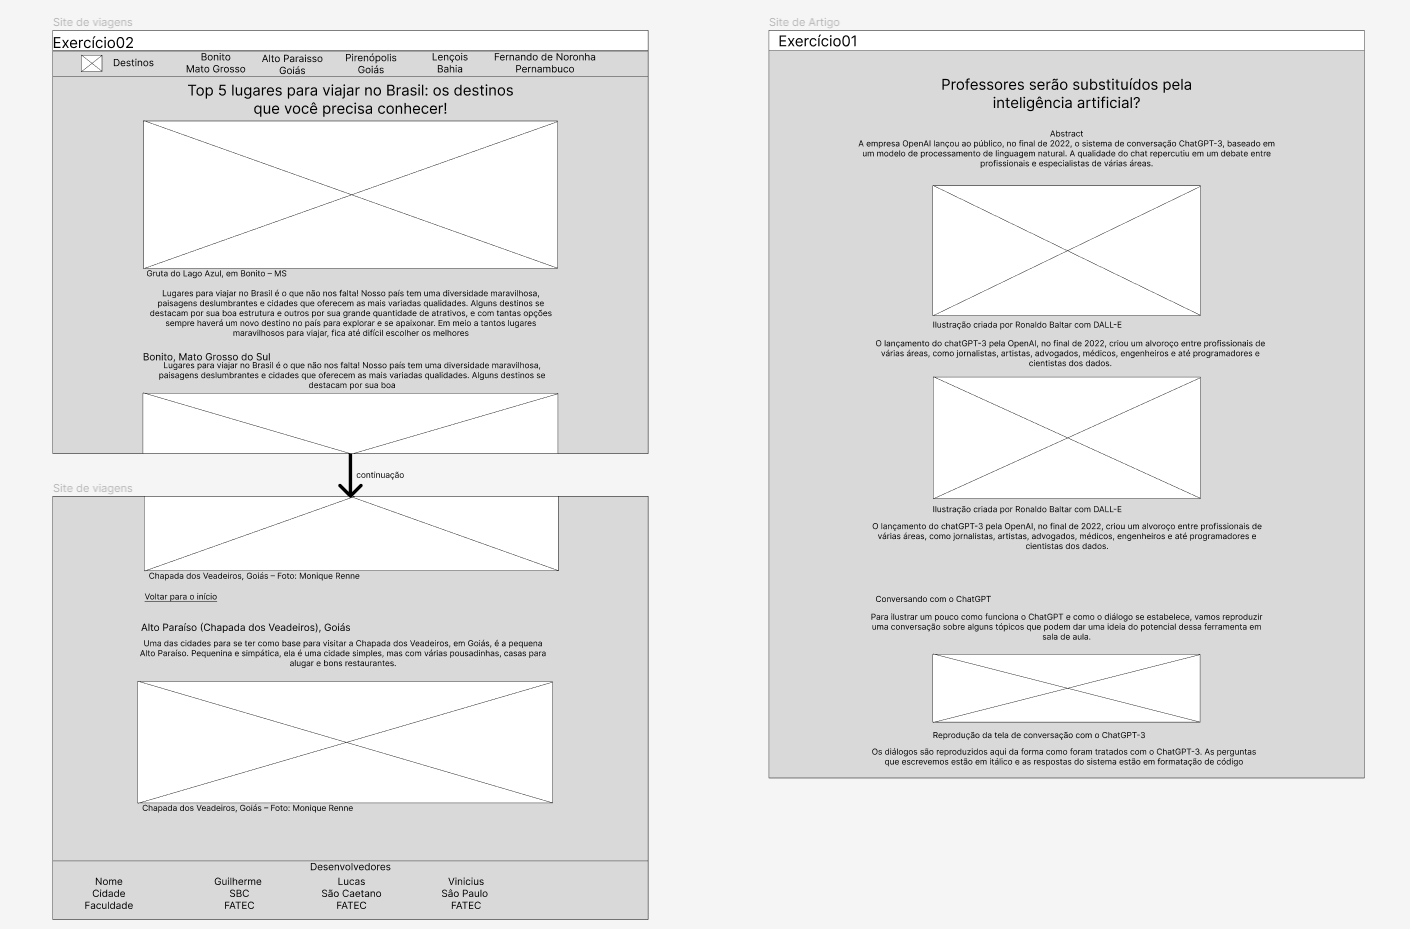 Site de viagens
Exercício02
Destinos
Bonito
Mato Grosso
Alto Paraisso
Goiás
Pirenópolis
Goiás
Lençois
Bahia
Fernando de Noronha
Pernambuco
Top 5 lugares para viajar no Brasil: os destinos
que você precisa conhecer!
Gruta do Lago Azul, em Bonito – MS
Lugares para viajar no Brasil é o que não nos falta! Nosso país tem uma diversidade maravilhosa,
paisagens deslumbrantes e cidades que oferecem as mais variadas qualidades. Alguns destinos se
destacam por sua boa estrutura e outros por sua grande quantidade de atrativos, e com tantas opções
sempre haverá um novo destino no país para explorar e se apaixonar. Em meio a tantos lugares
maravilhosos para viajar, fica até difícil escolher os melhores
Bonito, Mato Grosso do Sul
Lugares para viajar no Brasil é o que não nos falta! Nosso país tem uma diversidade maravilhosa,
paisagens deslumbrantes e cidades que oferecem as mais variadas qualidades. Alguns destinos se
destacam por sua boa
continuação
Site de viagens
Chapada dos Veadeiros, Goiás – Foto: Monique Renne
Voltar para o início
Alto Paraíso (Chapada dos Veadeiros), Goiás
Uma das cidades para se ter como base para visitar a Chapada dos Veadeiros, em Goiás, é a pequena
Alto Paraíso. Pequenina e simpática, ela é uma cidade simples, mas com várias pousadinhas, casas para
alugar e bons restaurantes.
Chapada dos Veadeiros, Goiás – Foto: Monique Renne
Desenvolvedores
Nome
Cidade
Faculdade
Guilherme
SBC
FATEC
Lucas
São Caetano
FATEC
Vinicius
São Paulo
FATEC
Site de Artigo
Exercício01
Professores serão substituídos pela
inteligência artificial?
Abstract
A empresa OpenAI lançou ao público, no final de 2022, o sistema de conversação ChatGPT-3, baseado em
um modelo de processamento de linguagem natural. A qualidade do chat repercutiu em um debate entre
profissionais e especialistas de várias áreas.
Ilustração criada por Ronaldo Baltar com DALL-E
O lançamento do chatGPT-3 pela OpenAI, no final de 2022, criou um alvoroço entre profissionais de
várias áreas, como jornalistas, artistas, advogados, médicos, engenheiros e até programadores e
cientistas dos dados.
Ilustração criada por Ronaldo Baltar com DALL-E
O lançamento do chatGPT-3 pela OpenAI, no final de 2022, criou um alvoroço entre profissionais de
várias áreas, como jornalistas, artistas, advogados, médicos, engenheiros e até programadores e
cientistas dos dados.
Conversando com o ChatGPT
Para ilustrar um pouco como funciona o ChatGPT e como o diálogo se estabelece, vamos reproduzir
uma conversação sobre alguns tópicos que podem dar uma ideia do potencial dessa ferramenta em
sala de aula.
Reprodução da tela de conversação com o ChatGPT-3
Os diálogos são reproduzidos aqui da forma como foram tratados com o ChatGPT-3. As perguntas
que escrevemos estão em itálico e as respostas do sistema estão em formatação de código